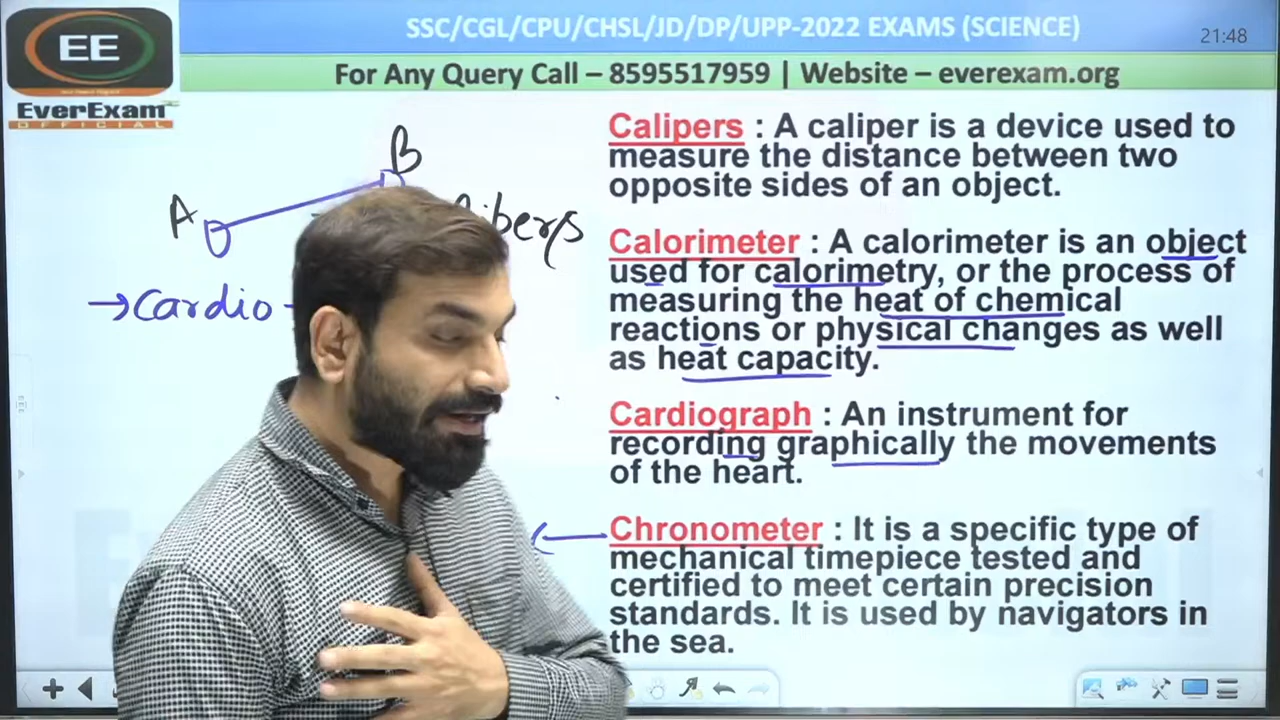 SSC/CGL/CPU/CHSL/JD/DP/UPP-2022 EXAMS (SCIENCE)
21:48
For Any Query Call – 8595517959 | Website – everexam.org
EE
EverExam
OFFICIAL
Calipers : A caliper is a device used to
measure the distance between two
opposite sides of an object.
Calorimeter : A calorimeter is an object
used for calorimetry, or the process of
measuring the heat of chemical
reactions or physical changes as well
as heat capacity.
Cardiograph : An instrument for
recording graphically the movements
of the heart.
Chronometer : It is a specific type of
mechanical timepiece tested and
certified to meet certain precision
standards. It is used by navigators in
the sea.
B
A
→cardio